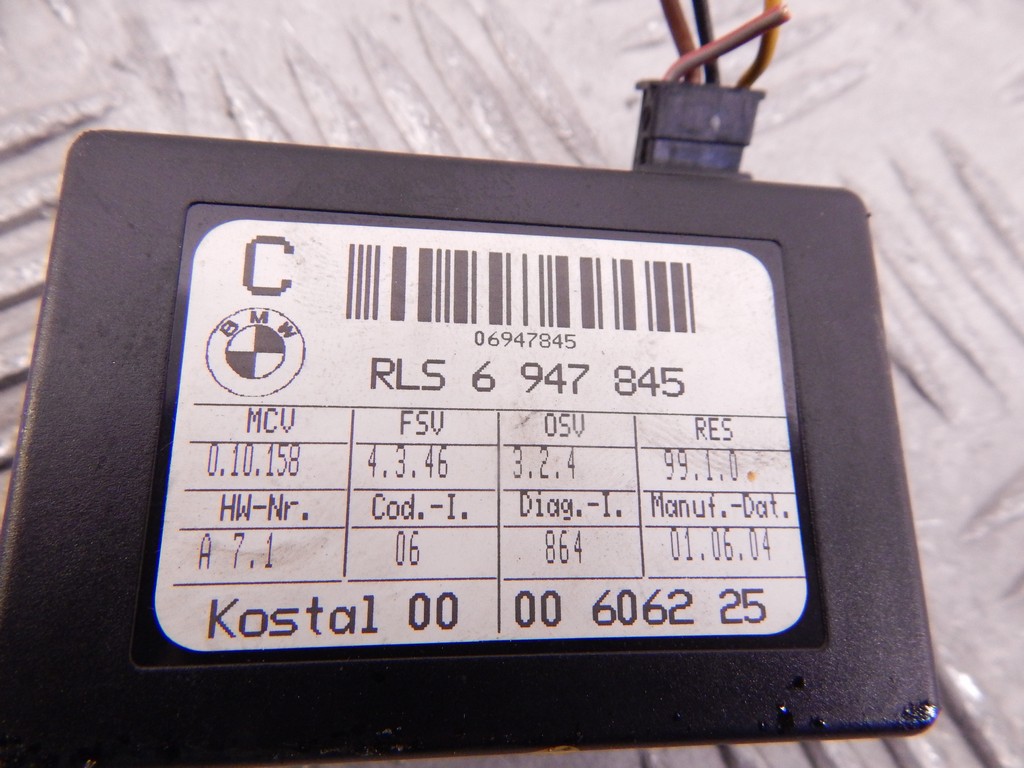 C
BMW
06947845
RLS 6 947 845
MCV FSV OSV RES
0.10.158 4.3.46 3.2.4 99.1.0
HW-Nr. Cod.-I. Diag.-I. Manuf.-Dat.
A 7.1 06 864 01.06.04
Kostal 00 00 6062 25